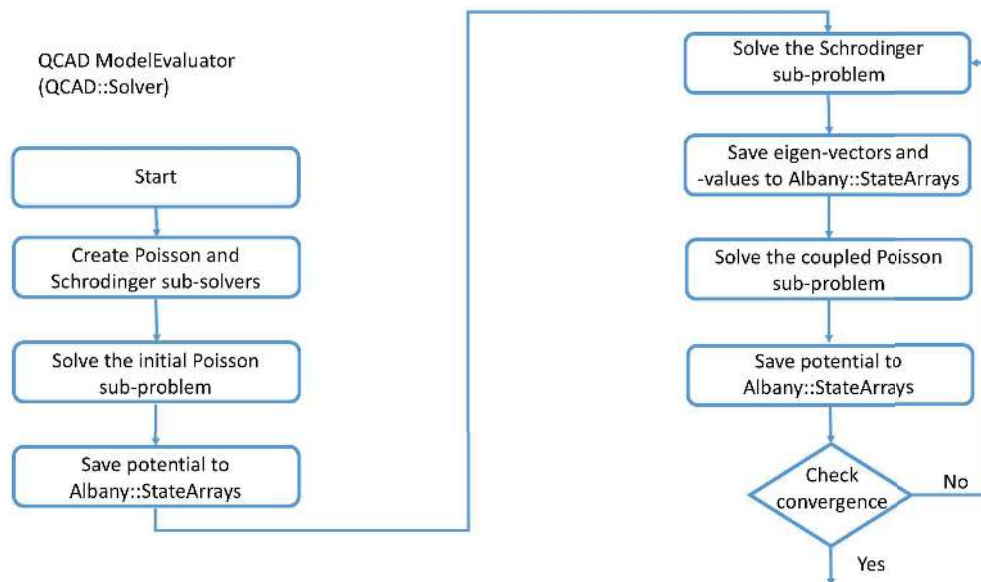 QCAD ModelEvaluator
(QCAD::Solver)
Start
Create Poisson and
Schrodinger sub-solvers
Solve the initial Poisson
sub-problem
Save potential to
Albany::StateArrays
Solve the Schrodinger
sub-problem
Save eigen-vectors and
-values to Albany::StateArrays
Solve the coupled Poisson
sub-problem
Save potential to
Albany::StateArrays
Check
convergence
No
Yes